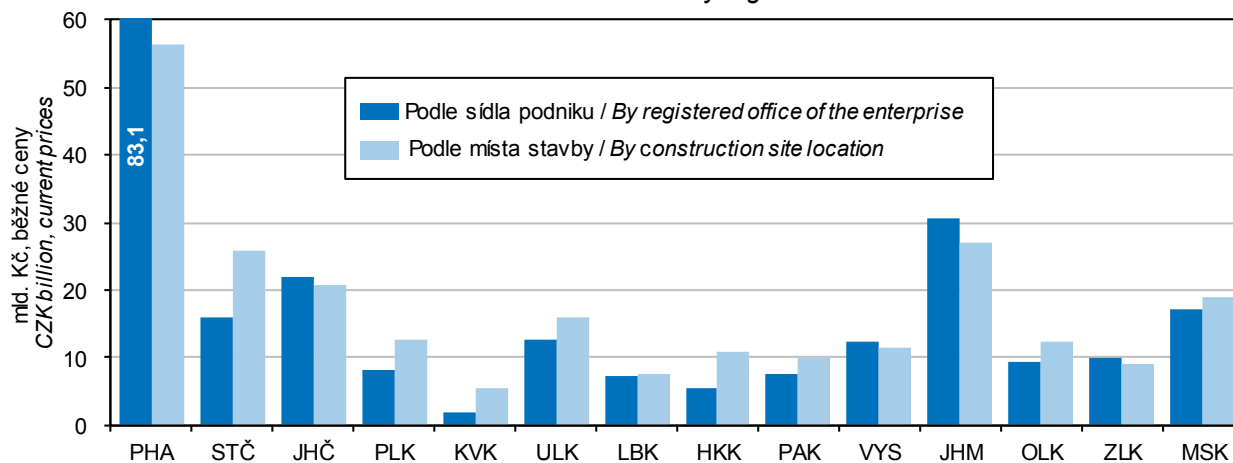 60
50
40
30
20
10
0
mld. Kč, běžné ceny
CZK billion, current prices
83,1
Podle sídla podniku / By registered office of the enterprise
Podle místa stavby / By construction site location
PHA STČ JHČ PLK KVK ULK LBK HKK PAK VYS JHM OLK ZLK MSK